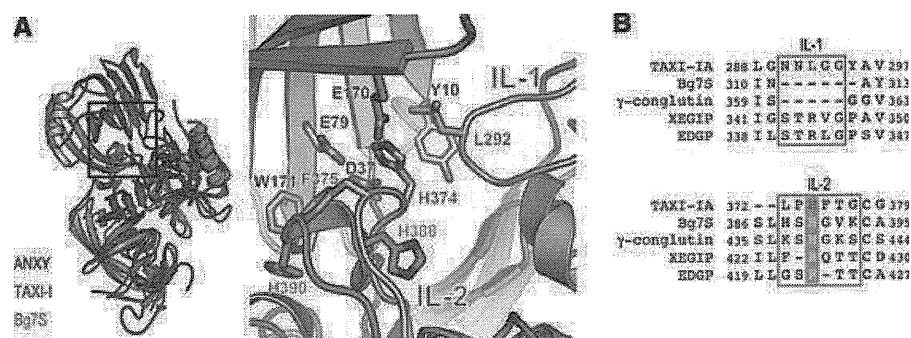 A
ANXY
TAXI-I
Bg7S
E170
Y10
IL-1
E79
L292
D37
W171 F375
H374
H388
IL-2
H390
B
IL-1
TAXI-IA 288 L G N N L G G Y A V 297
Bg7S 310 I N - - - - - A Y 313
γ-conglutin 359 I S - - - - - G G V 363
XEGIP 341 I G S T R V G P A V 350
EDGP 338 I L S T R L G P S V 347
IL-2
TAXI-IA 372 - - L P F T G C G 379
Bg7S 386 S L H S G V K C A 395
γ-conglutin 435 S L K S G K S C S 444
XEGIP 422 I L F - Q T T C D 430
EDGP 419 L L G S - T T C A 427